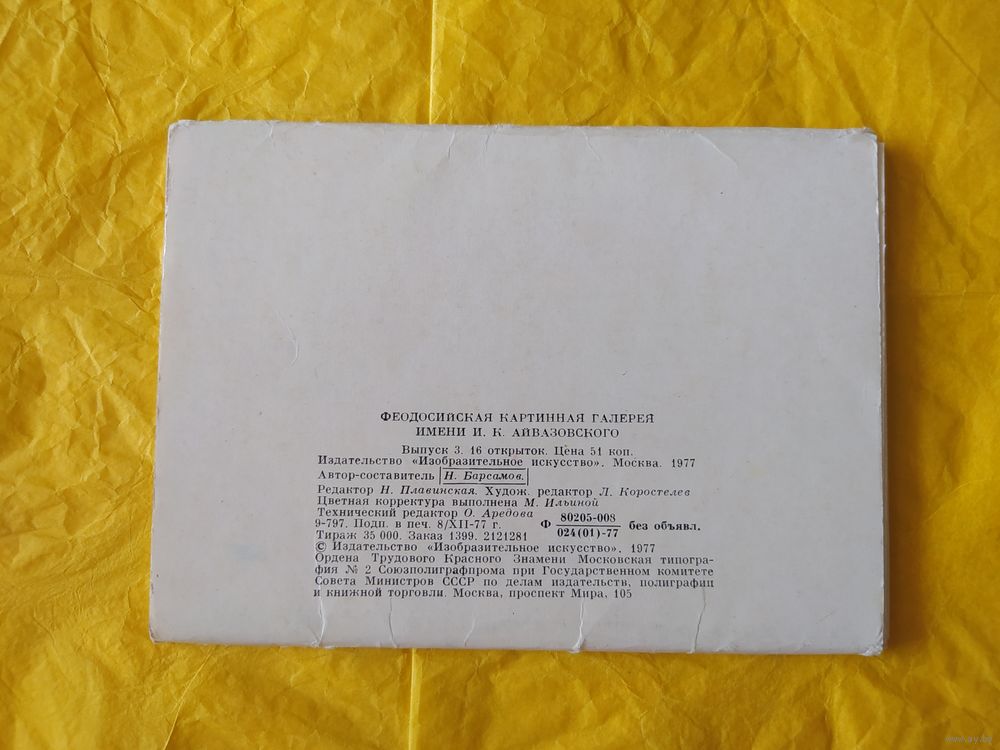 ФЕОДОСИЙСКАЯ КАРТИННАЯ ГАЛЕРЕЯ
ИМЕНИ И. К. АЙВАЗОВСКОГО
Выпуск 3. 16 открыток. Цена 51 коп.
Издательство «Изобразительное искусство». Москва. 1977
Автор-составитель Н. Барсамов.
Редактор Н. Плавинская. Худож. редактор Л. Коростелев
Цветная корректура выполнена М. Ильиной
Технический редактор О. Аредова
9-797. Подп. в печ. 8/XII-77 г.
Тираж 35 000. Заказ 1399. 2121281
Ф 80205-008 без объявл.
024(01)-77
© Издательство «Изобразительное искусство». 1977
Ордена Трудового Красного Знамени Московская типогра-
фия № 2 Союзполиграфпрома при Государственном комитете
Совета Министров СССР по делам издательств, полиграфии
и книжной торговли. Москва, проспект Мира, 105
www.ay.by